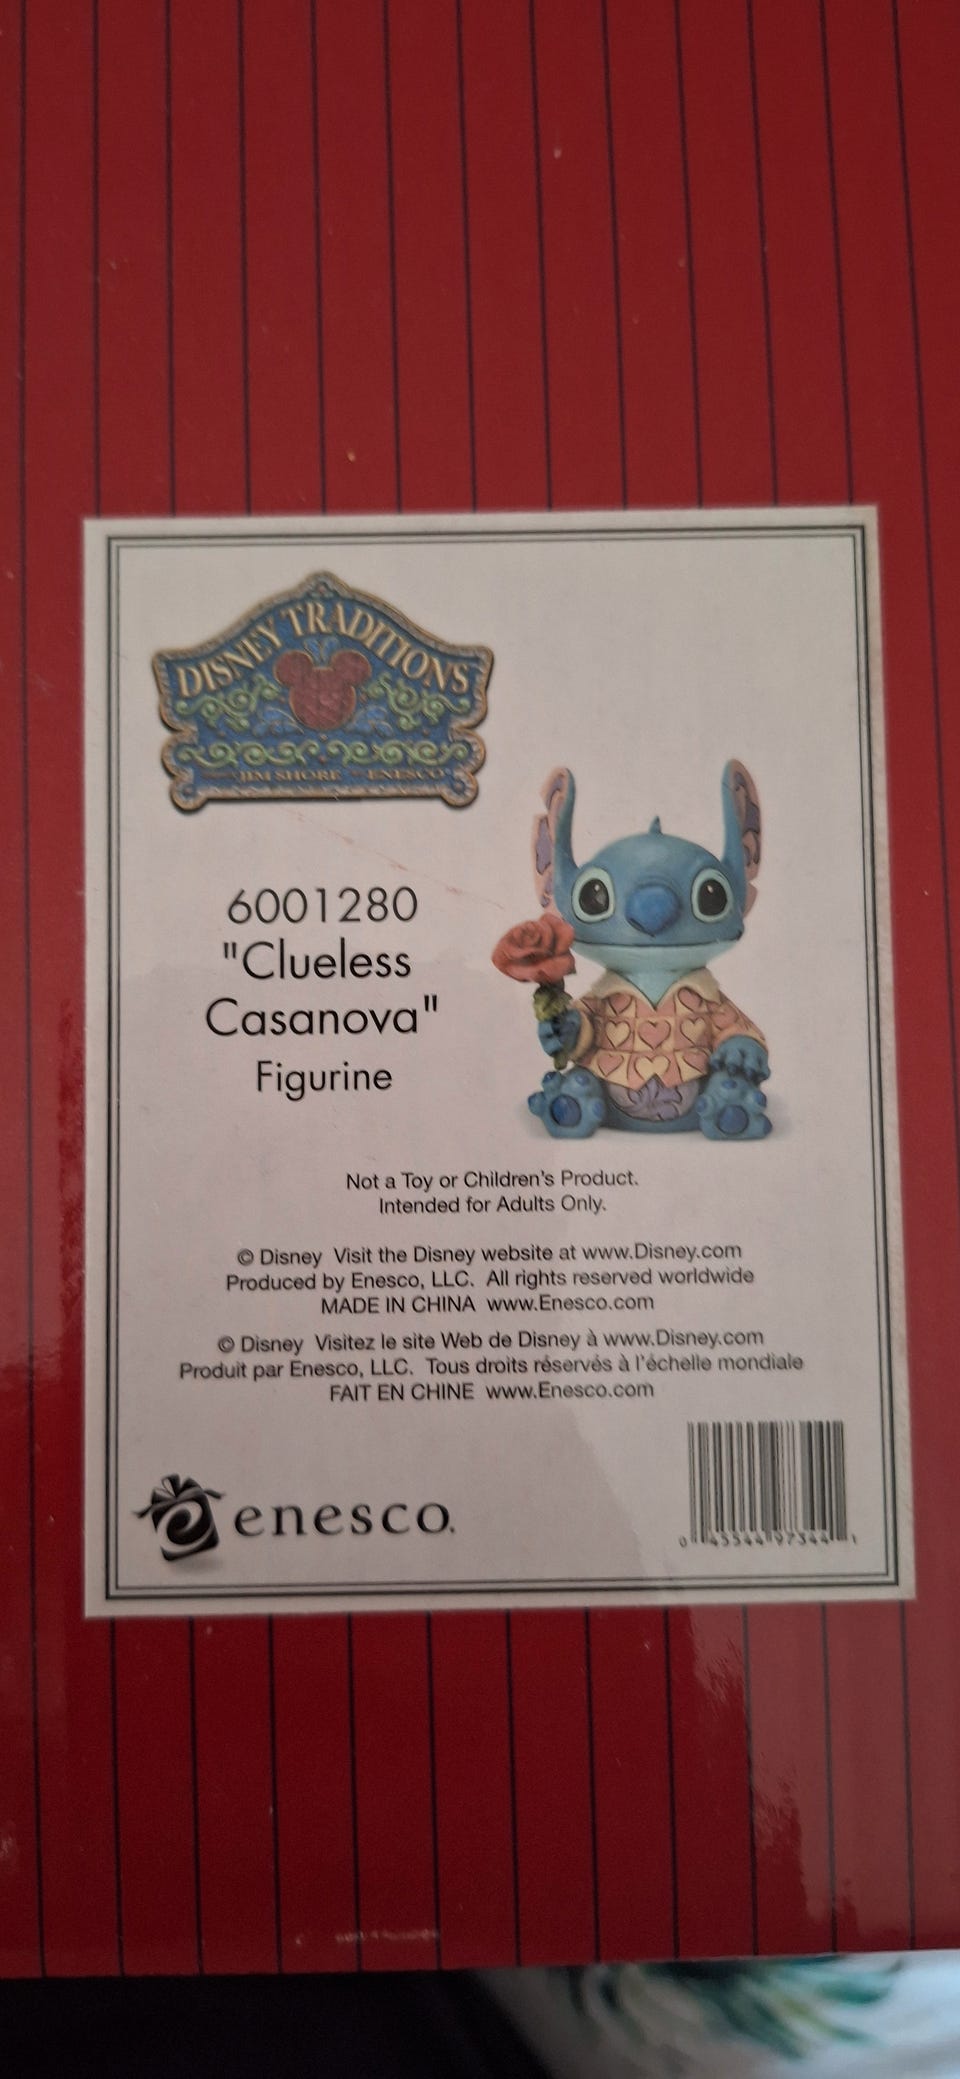 DISNEY TRADITIONS
JIM SHORE ENESCO
6001280
"Clueless
Casanova"
Figurine
Not a Toy or Children's Product.
Intended for Adults Only.
© Disney Visit the Disney website at www.Disney.com
Produced by Enesco, LLC. All rights reserved worldwide
MADE IN CHINA www.Enesco.com
© Disney Visitez le site Web de Disney à www.Disney.com
Produit par Enesco, LLC. Tous droits réservés à l'échelle mondiale
FAIT EN CHINE www.Enesco.com
enesco.
0 45544 97344 1